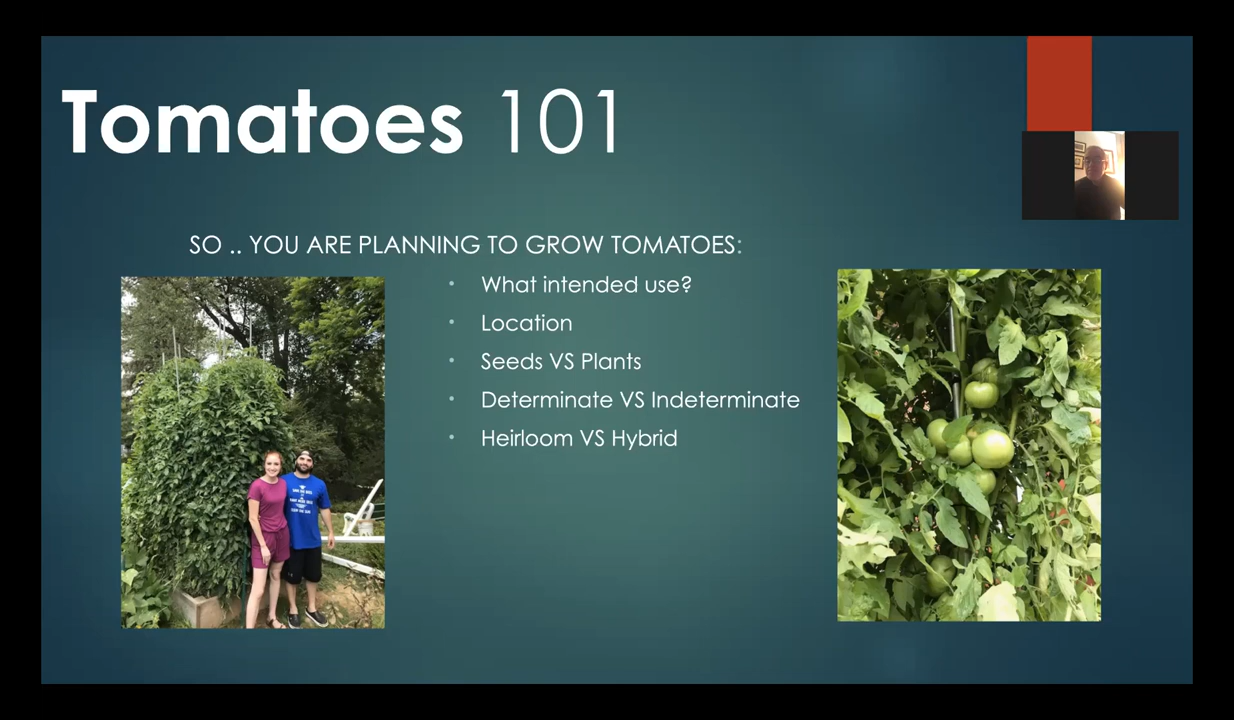 Tomatoes 101
SO .. YOU ARE PLANNING TO GROW TOMATOES:
What intended use?
Location
Seeds VS Plants
Determinate VS Indeterminate
Heirloom VS Hybrid